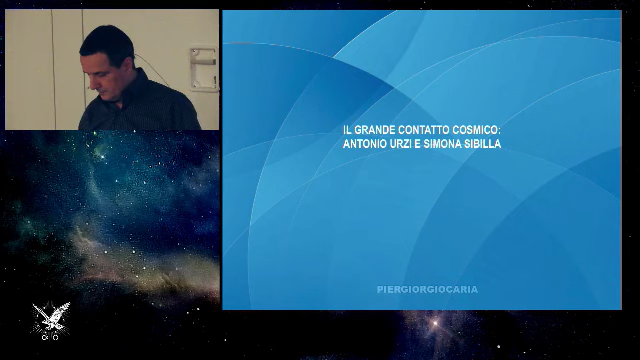 IL GRANDE CONTATTO COSMICO:
ANTONIO URZI E SIMONA SIBILLA
PIERGIORGIOCARIA